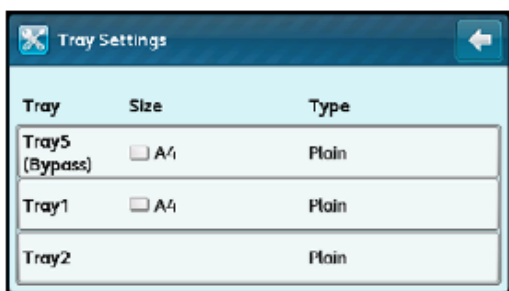 Tray Settings
Tray Size Type
Tray5
(Bypass) A4 Plain
Tray1 A4 Plain
Tray2 Plain